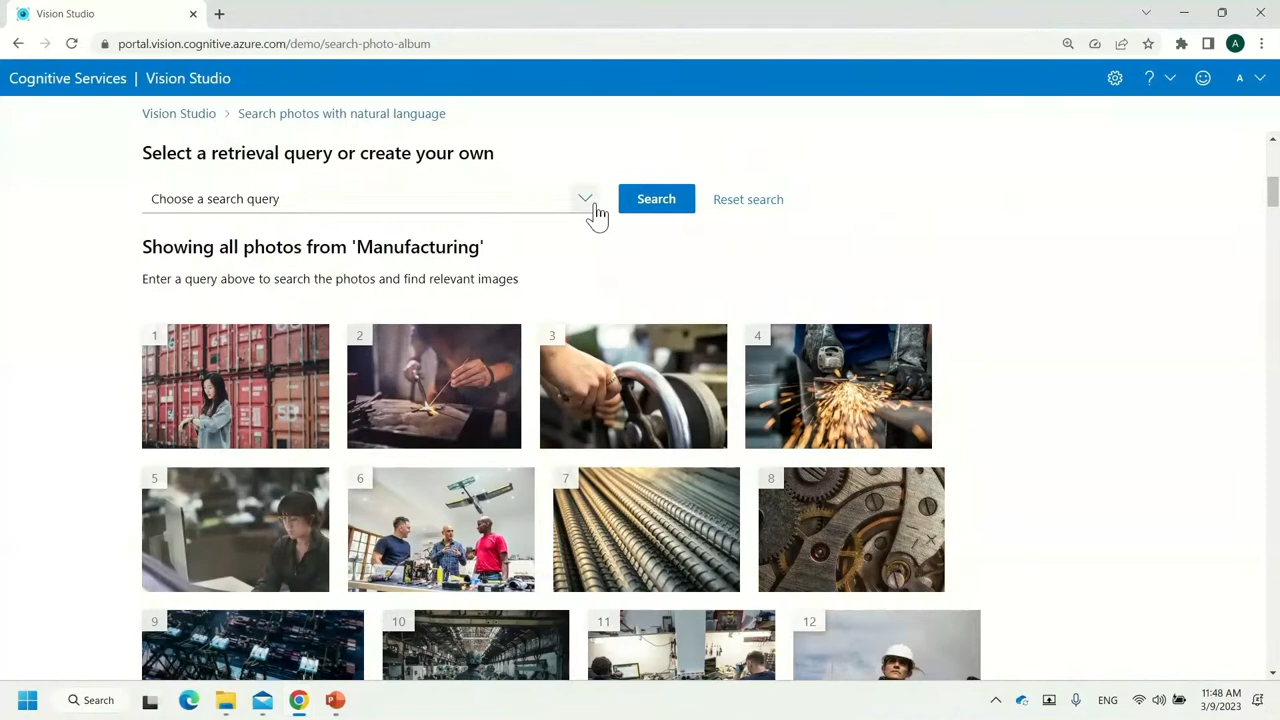 Vision Studio
portal.vision.cognitive.azure.com/demo/search-photo-album
A
Cognitive Services | Vision Studio
A
Vision Studio > Search photos with natural language
Select a retrieval query or create your own
Choose a search query
Search
Reset search
Showing all photos from 'Manufacturing'
Enter a query above to search the photos and find relevant images
1
2
3
4
5
6
7
8
9
10
11
12
Search
ENG
11:48 AM
3/9/2023